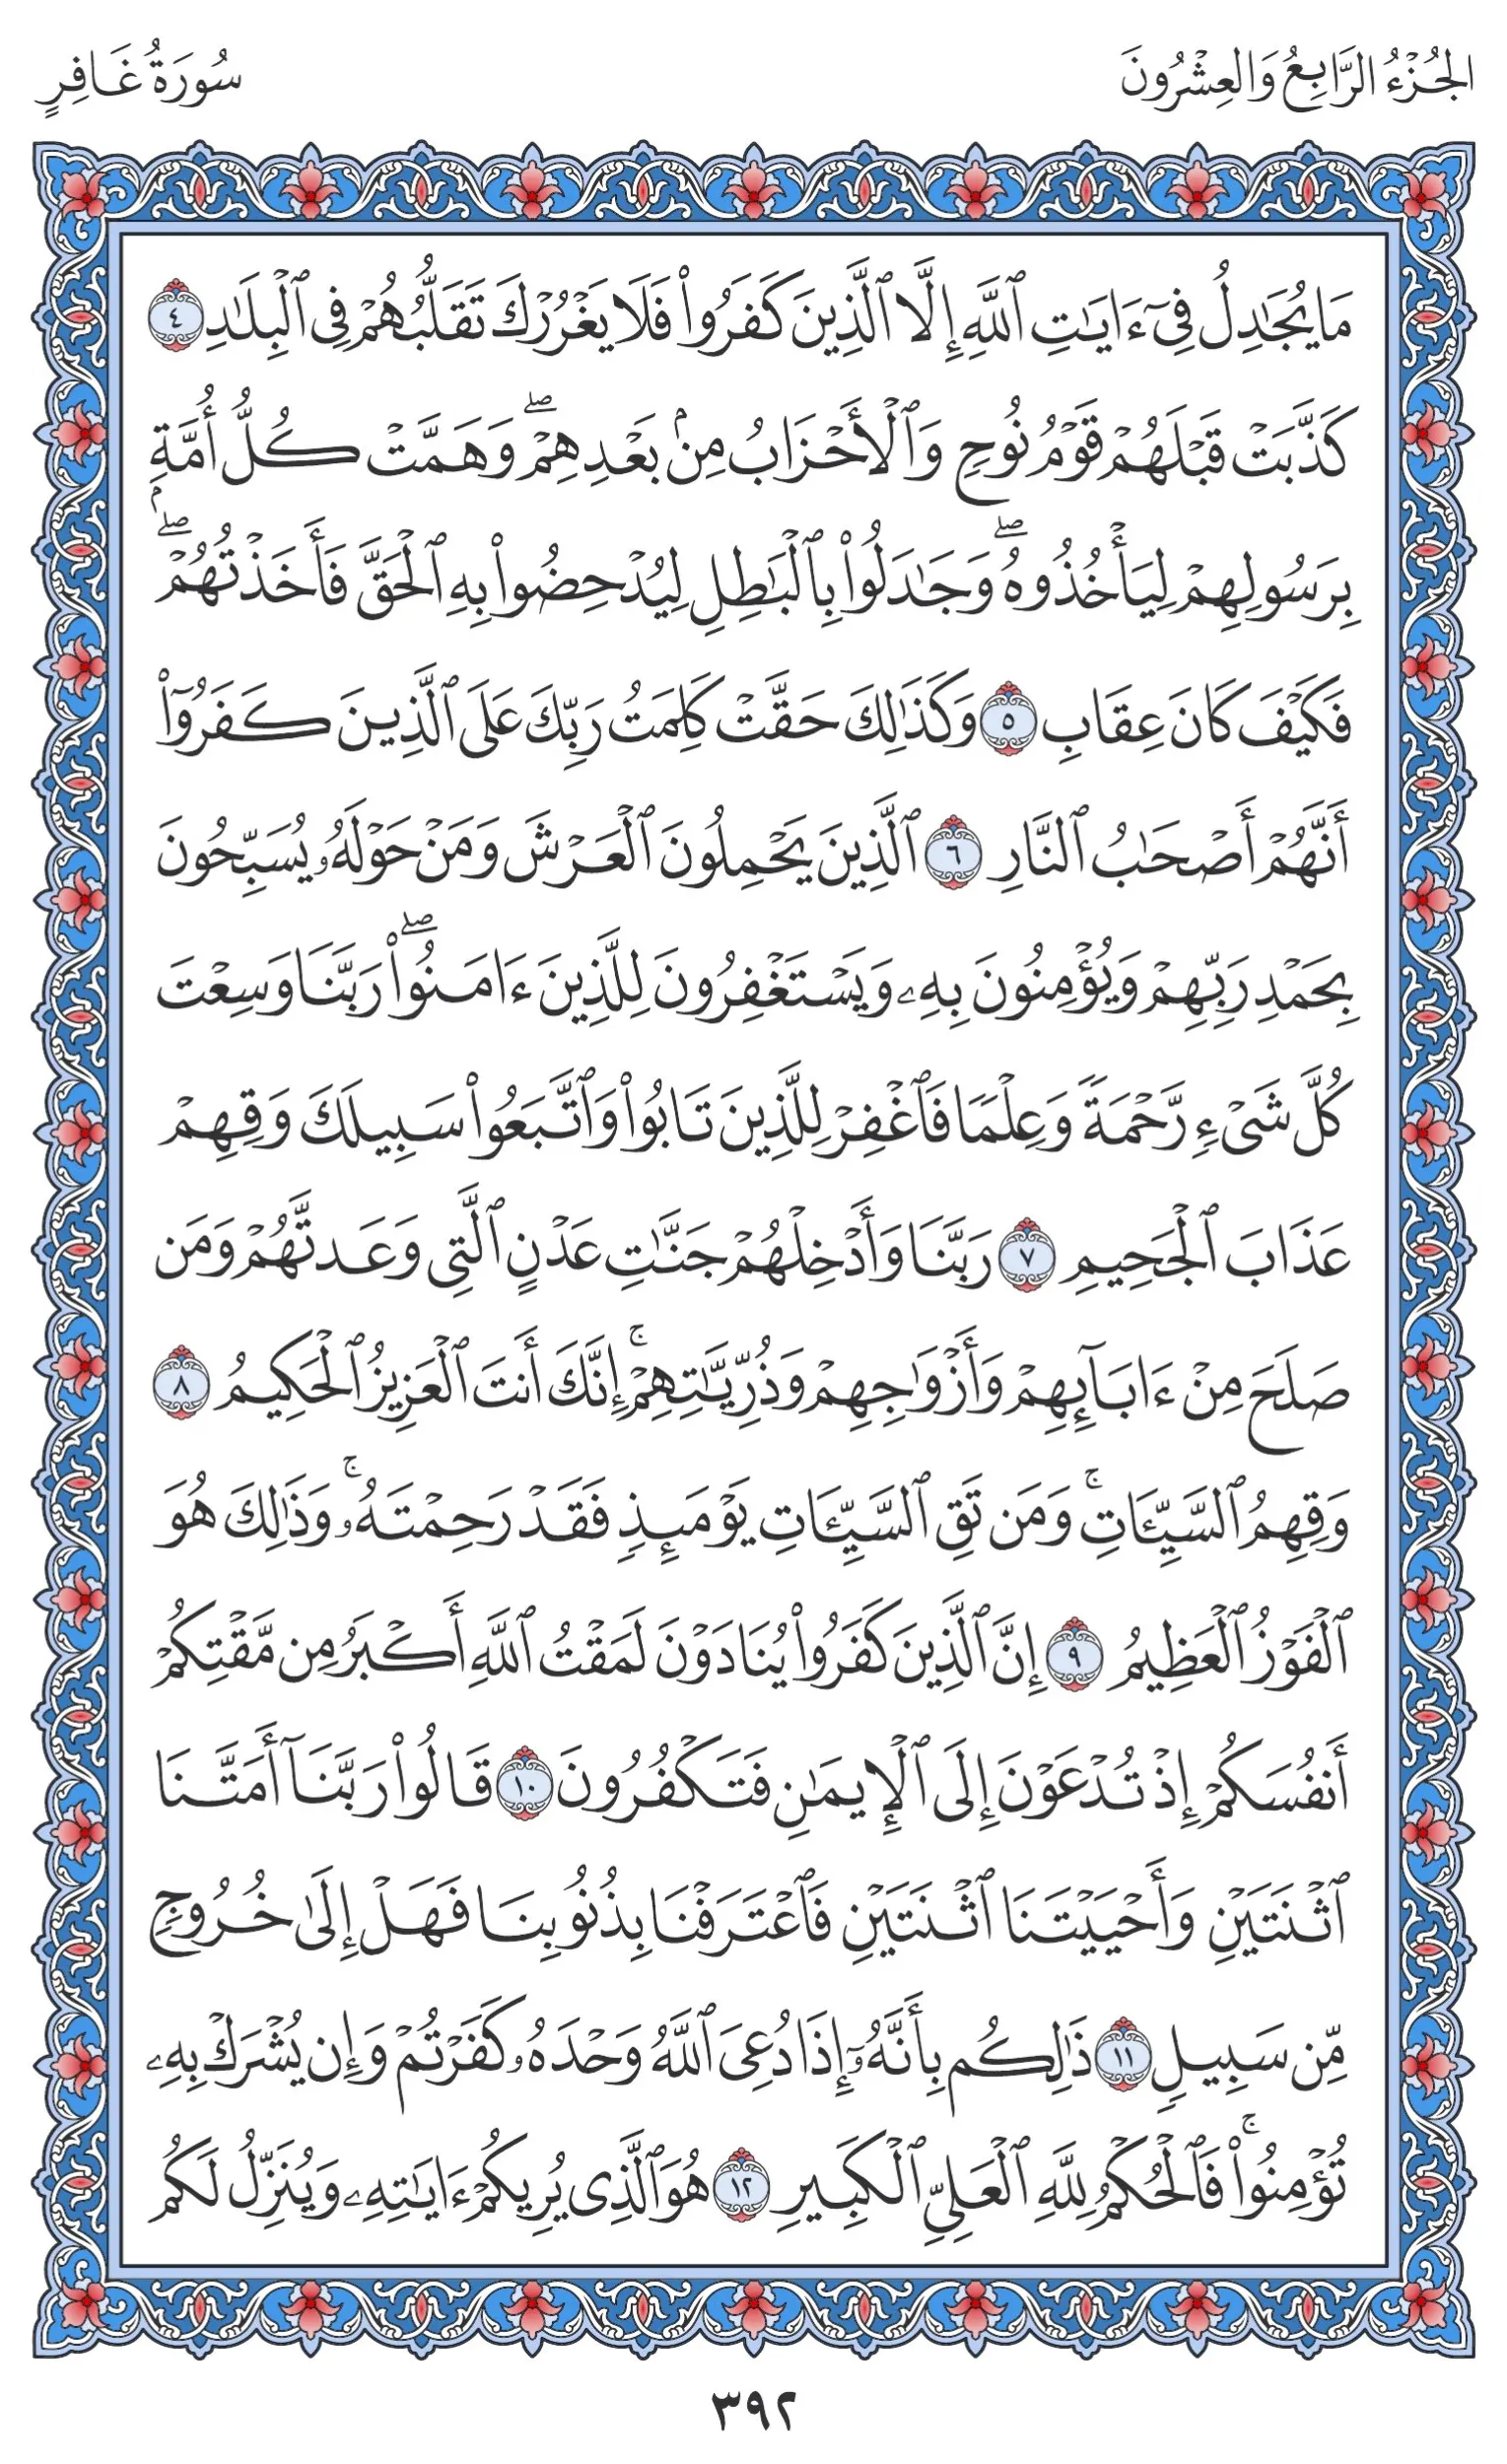 الجُزْءُ الرَّابِعُ وَالعِشْرُونَ
سُورَةُ غَافِرٍ
مَا يُجَٰدِلُ فِىٓ ءَايَٰتِ ٱللَّهِ إِلَّا ٱلَّذِينَ كَفَرُوا۟ فَلَا يَغْرُرْكَ تَقَلُّبُهُمْ فِى ٱلْبِلَٰدِ ٤
كَذَّبَتْ قَبْلَهُمْ قَوْمُ نُوحٍ وَٱلْأَحْزَابُ مِنۢ بَعْدِهِمْ ۖ وَهَمَّتْ كُلُّ أُمَّةٍۭ
بِرَسُولِهِمْ لِيَأْخُذُوهُ ۖ وَجَٰدَلُوا۟ بِٱلْبَٰطِلِ لِيُدْحِضُوا۟ بِهِ ٱلْحَقَّ فَأَخَذْتُهُمْ ۖ
فَكَيْفَ كَانَ عِقَابِ ٥ وَكَذَٰلِكَ حَقَّتْ كَلِمَتُ رَبِّكَ عَلَى ٱلَّذِينَ كَفَرُوٓا۟
أَنَّهُمْ أَصْحَٰبُ ٱلنَّارِ ٦ ٱلَّذِينَ يَحْمِلُونَ ٱلْعَرْشَ وَمَنْ حَوْلَهُۥ يُسَبِّحُونَ
بِحَمْدِ رَبِّهِمْ وَيُؤْمِنُونَ بِهِۦ وَيَسْتَغْفِرُونَ لِلَّذِينَ ءَامَنُوا۟ ۖ رَبَّنَا وَسِعْتَ
كُلَّ شَىْءٍ رَّحْمَةً وَعِلْمًا فَٱغْفِرْ لِلَّذِينَ تَابُوا۟ وَٱتَّبَعُوا۟ سَبِيلَكَ وَقِهِمْ
عَذَابَ ٱلْجَحِيمِ ٧ رَبَّنَا وَأَدْخِلْهُمْ جَنَّٰتِ عَدْنٍ ٱلَّتِى وَعَدتَّهُمْ وَمَن
صَلَحَ مِنْ ءَابَآئِهِمْ وَأَزْوَٰجِهِمْ وَذُرِّيَّٰتِهِمْ ۚ إِنَّكَ أَنتَ ٱلْعَزِيزُ ٱلْحَكِيمُ ٨
وَقِهِمُ ٱلسَّيِّـَٔاتِ ۚ وَمَن تَقِ ٱلسَّيِّـَٔاتِ يَوْمَئِذٍ فَقَدْ رَحِمْتَهُۥ ۚ وَذَٰلِكَ هُوَ
ٱلْفَوْزُ ٱلْعَظِيمُ ٩ إِنَّ ٱلَّذِينَ كَفَرُوا۟ يُنَادَوْنَ لَمَقْتُ ٱللَّهِ أَكْبَرُ مِن مَّقْتِكُمْ
أَنفُسَكُمْ إِذْ تُدْعَوْنَ إِلَى ٱلْإِيمَٰنِ فَتَكْفُرُونَ ١٠ قَالُوا۟ رَبَّنَآ أَمَتَّنَا
ٱثْنَتَيْنِ وَأَحْيَيْتَنَا ٱثْنَتَيْنِ فَٱعْتَرَفْنَا بِذُنُوبِنَا فَهَلْ إِلَىٰ خُرُوجٍ
مِّن سَبِيلٍ ١١ ذَٰلِكُم بِأَنَّهُۥٓ إِذَا دُعِىَ ٱللَّهُ وَحْدَهُۥ كَفَرْتُمْ وَإِن يُشْرَكْ بِهِۦ
تُؤْمِنُوا۟ ۚ فَٱلْحُكْمُ لِلَّهِ ٱلْعَلِىِّ ٱلْكَبِيرِ ١٢ هُوَ ٱلَّذِى يُرِيكُمْ ءَايَٰتِهِۦ وَيُنَزِّلُ لَكُم
٣٩٢